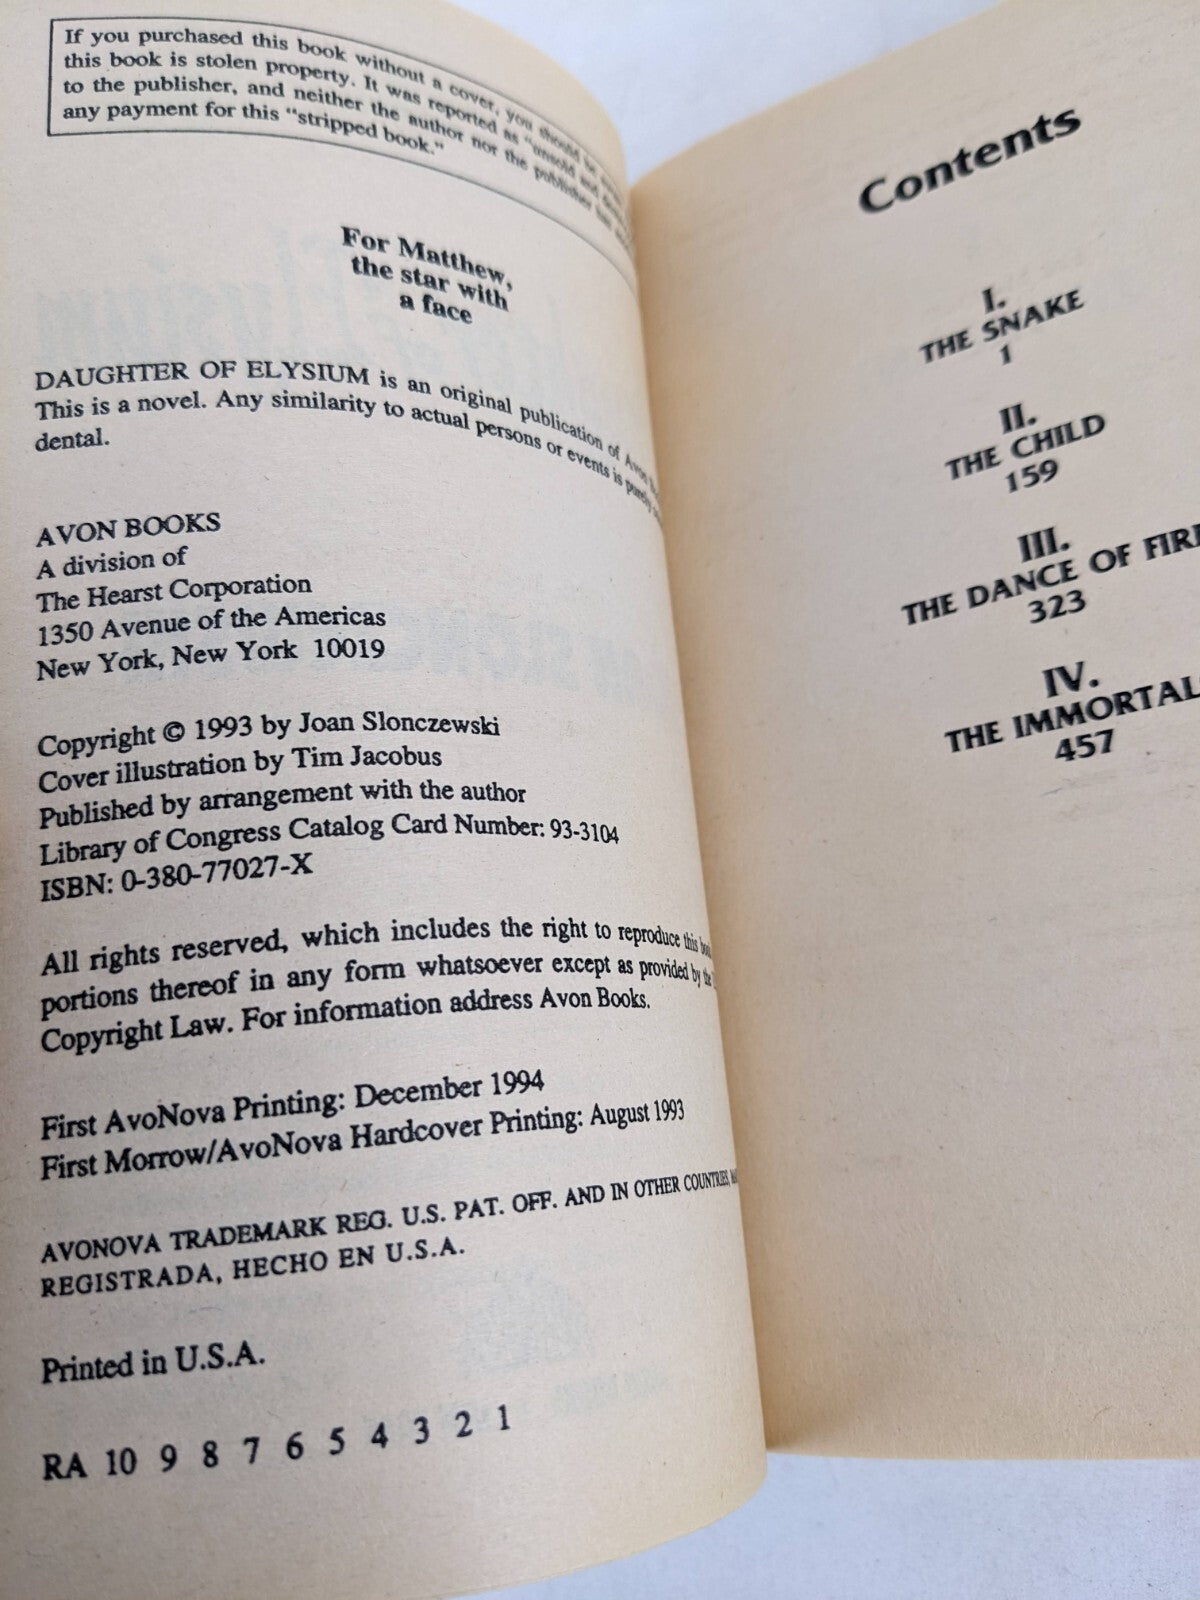 If you purchased this book without a cover, you should be
this book is stolen property. It was reported as "unsold and
to the publisher, and neither the author nor the publisher has
any payment for this "stripped book."
For Matthew,
the star with
a face
DAUGHTER OF ELYSIUM is an original publication of Avon
This is a novel. Any similarity to actual persons or events is purely
dental.
AVON BOOKS
A division of
The Hearst Corporation
1350 Avenue of the Americas
New York, New York 10019
Copyright © 1993 by Joan Slonczewski
Cover illustration by Tim Jacobus
Published by arrangement with the author
Library of Congress Catalog Card Number: 93-3104
ISBN: 0-380-77027-X
All rights reserved, which includes the right to reproduce this
portions thereof in any form whatsoever except as provided by the
Copyright Law. For information address Avon Books.
First AvoNova Printing: December 1994
First Morrow/AvoNova Hardcover Printing: August 1993
AVONOVA TRADEMARK REG. U.S. PAT. OFF. AND IN OTHER COUNTRIES,
REGISTRADA, HECHO EN U.S.A.
Printed in U.S.A.
RA 10 9 8 7 6 5 4 3 2 1
Contents
I.
THE SNAKE
1
II.
THE CHILD
159
III.
THE DANCE OF FIR
323
IV.
THE IMMORTAL
457